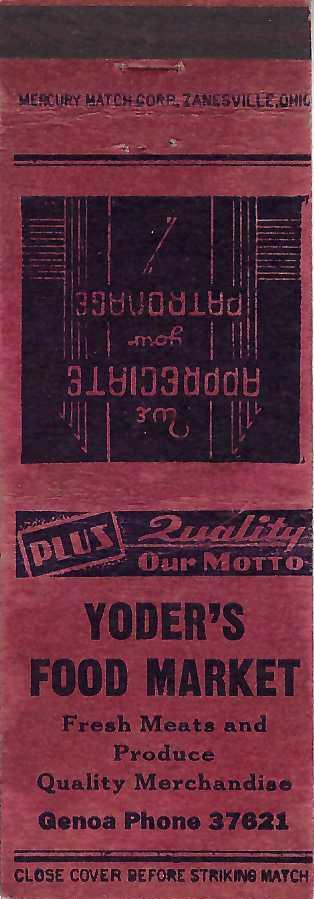 MERCURY MATCH CORP., ZANESVILLE, OHIO
We
APPRECIATE
your
PATRONAGE
PLUS Quality
Our Motto
YODER'S
FOOD MARKET
Fresh Meats and
Produce
Quality Merchandise
Genoa Phone 37621
CLOSE COVER BEFORE STRIKING MATCH